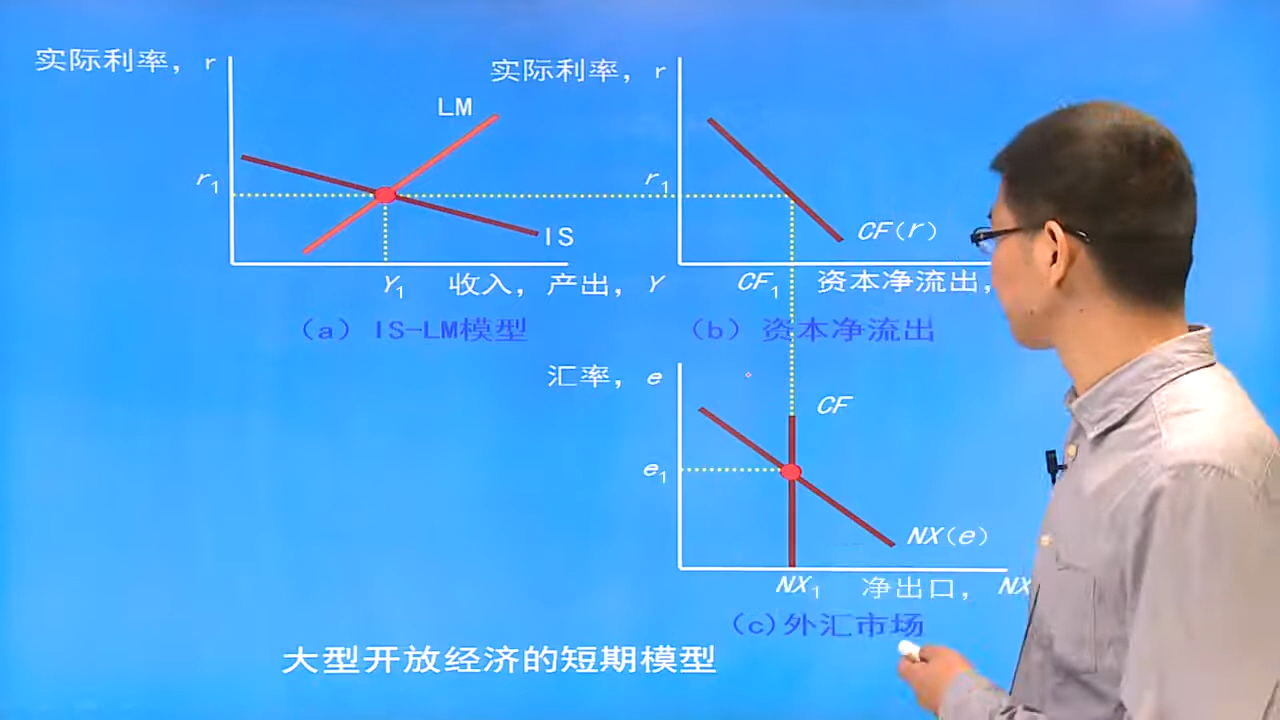 实际利率，r
LM
r1
IS
Y1 收入，产出，Y
（a）IS-LM模型
实际利率，r
r1
CF(r)
CF1 资本净流出，
（b）资本净流出
汇率，e
CF
e1
NX(e)
NX1 净出口，NX
(c)外汇市场
大型开放经济的短期模型